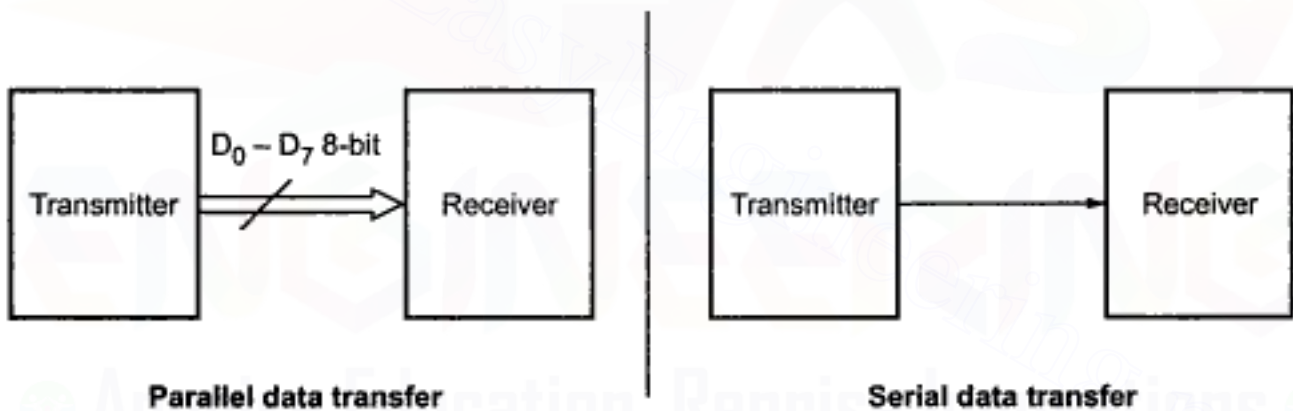 D0 – D7 8-bit
Transmitter
Receiver
Parallel data transfer
Transmitter
Receiver
Serial data transfer